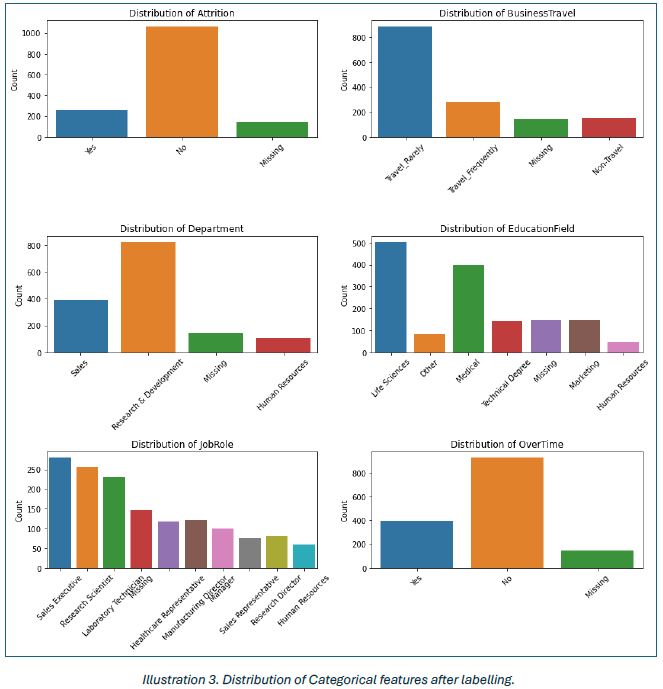 Distribution of Attrition
Count
1000
800
600
400
200
0
Yes
No
Missing
Distribution of BusinessTravel
Count
800
600
400
200
0
Travel_Rarely
Travel_Frequently
Missing
Non-Travel
Distribution of Department
Count
800
600
400
200
0
Sales
Research & Development
Missing
Human Resources
Distribution of EducationField
Count
500
400
300
200
100
0
Life Sciences
Other
Medical
Technical Degree
Missing
Marketing
Human Resources
Distribution of JobRole
Count
250
200
150
100
50
0
Sales Executive
Research Scientist
Laboratory Technician
Missing
Healthcare Representative
Manufacturing Director
Manager
Sales Representative
Research Director
Human Resources
Distribution of OverTime
Count
800
600
400
200
0
Yes
No
Missing
Illustration 3. Distribution of Categorical features after labelling.